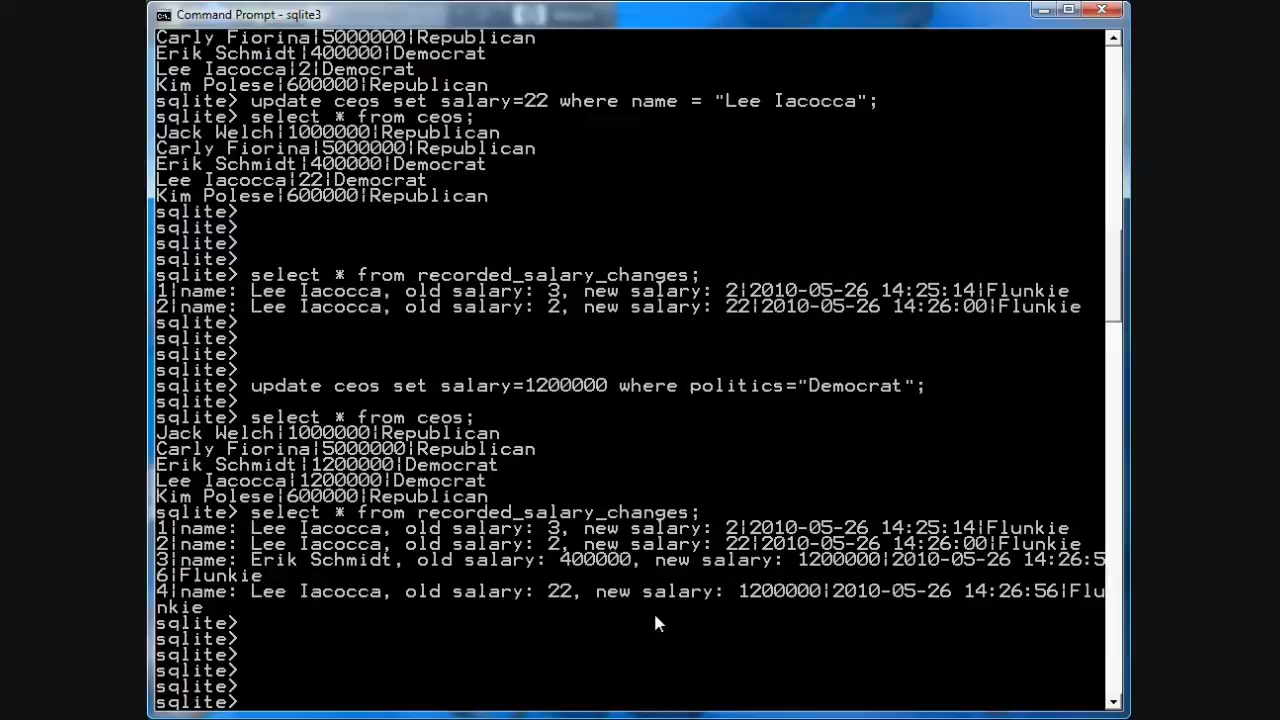 Command Prompt - sqlite3
Carly Fiorina|5000000|Republican
Erik Schmidt|400000|Democrat
Lee Iacocca|2|Democrat
Kim Polese|600000|Republican
sqlite> update ceos set salary=22 where name = "Lee Iacocca";
sqlite> select * from ceos;
Jack Welch|1000000|Republican
Carly Fiorina|5000000|Republican
Erik Schmidt|400000|Democrat
Lee Iacocca|22|Democrat
Kim Polese|600000|Republican
sqlite>
sqlite>
sqlite>
sqlite>
sqlite> select * from recorded_salary_changes;
1|name: Lee Iacocca, old salary: 3, new salary: 2|2010-05-26 14:25:14|Flunkie
2|name: Lee Iacocca, old salary: 2, new salary: 22|2010-05-26 14:26:00|Flunkie
sqlite>
sqlite>
sqlite>
sqlite>
sqlite> update ceos set salary=1200000 where politics="Democrat";
sqlite>
sqlite> select * from ceos;
Jack Welch|1000000|Republican
Carly Fiorina|5000000|Republican
Erik Schmidt|1200000|Democrat
Lee Iacocca|1200000|Democrat
Kim Polese|600000|Republican
sqlite> select * from recorded_salary_changes;
1|name: Lee Iacocca, old salary: 3, new salary: 2|2010-05-26 14:25:14|Flunkie
2|name: Lee Iacocca, old salary: 2, new salary: 22|2010-05-26 14:26:00|Flunkie
3|name: Erik Schmidt, old salary: 400000, new salary: 1200000|2010-05-26 14:26:5
6|Flunkie
4|name: Lee Iacocca, old salary: 22, new salary: 1200000|2010-05-26 14:26:56|Flu
nkie
sqlite>
sqlite>
sqlite>
sqlite>
sqlite>
sqlite>